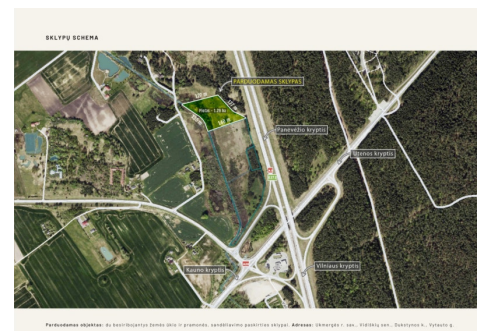 SKLYPŲ SCHEMA
PARDUODAMAS SKLYPAS
Panevėžio kryptis
Utenos kryptis
Kauno kryptis
Vilniaus kryptis
Parduodamas objektas: du besiribojantys žemės ūkio ir pramonės, sandėliavimo paskirties sklypai. Adresas: Ukmergės r. sav., Vidiškių sen., Dukstynos k., Vytauto g.